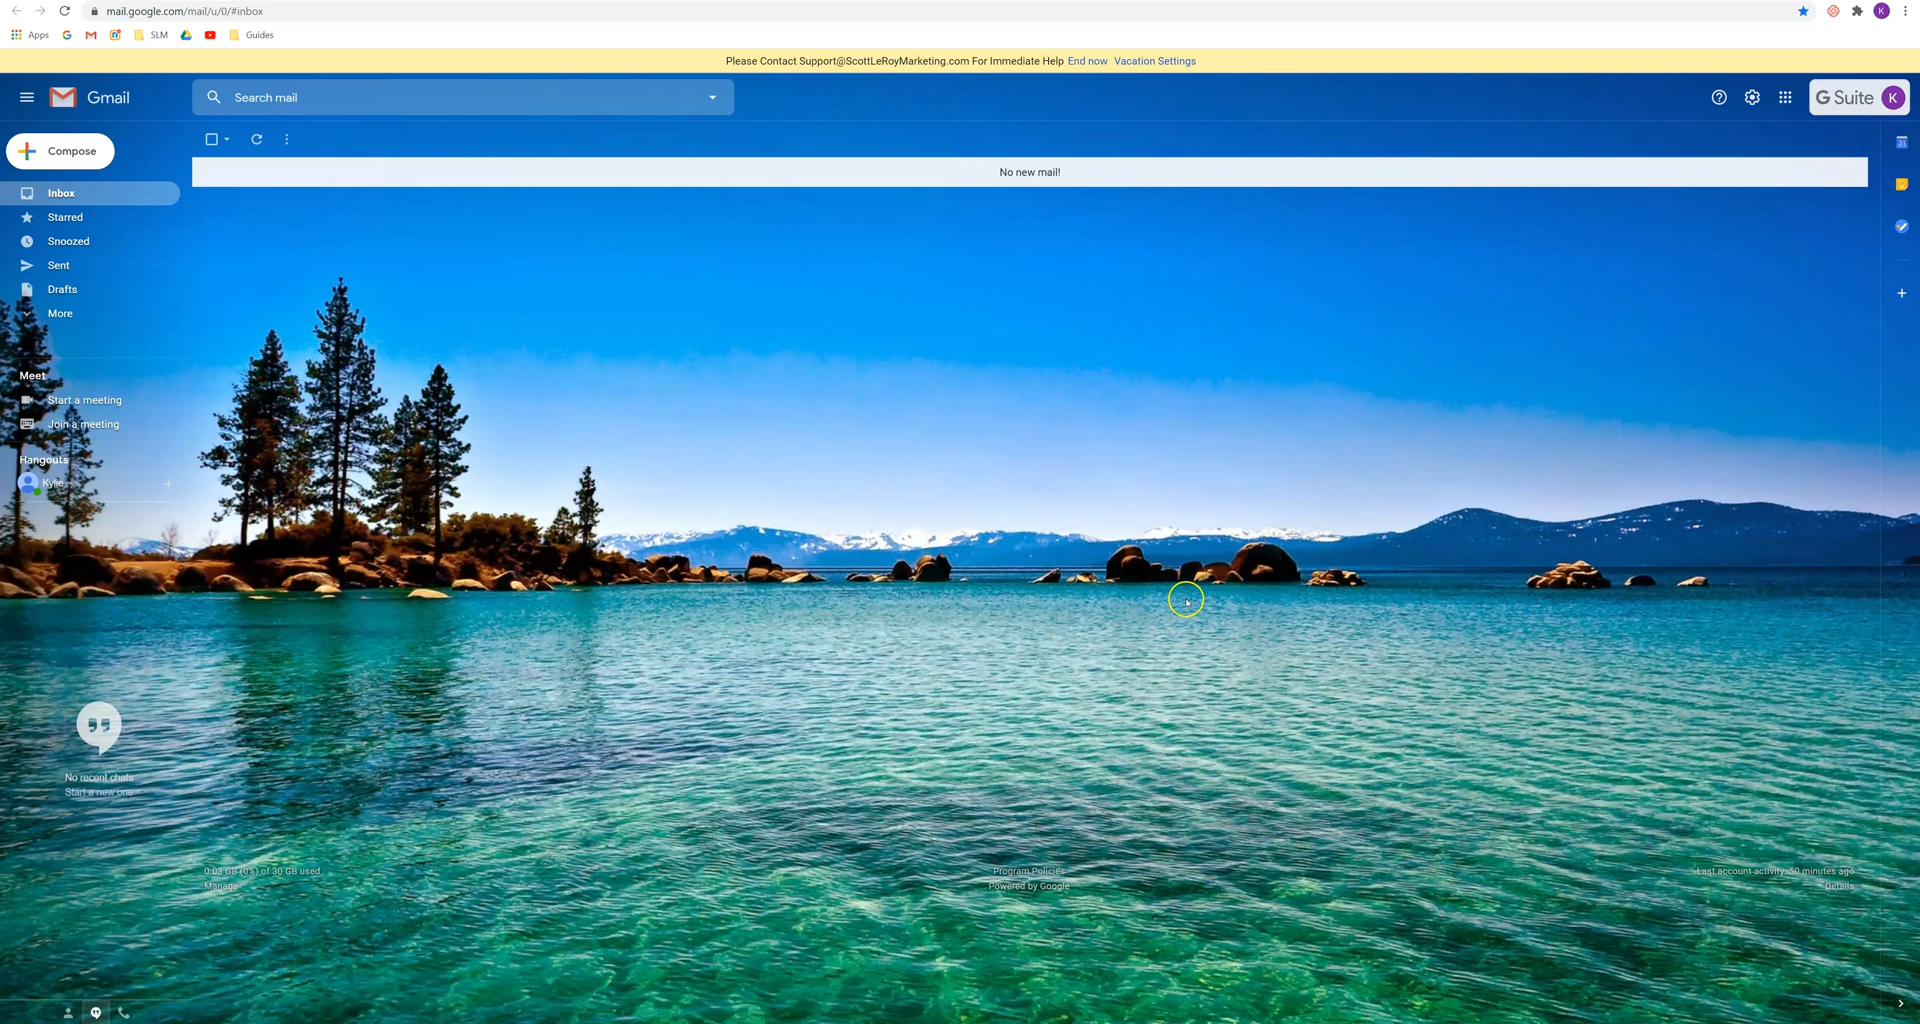 mail.google.com/mail/u/0/#inbox
K
Apps
SLM
Guides
Please Contact Support@ScottLeRoyMarketing.com For Immediate Help End now Vacation Settings
Gmail
Search mail
G Suite K
Compose
No new mail!
Inbox
Starred
Snoozed
Sent
Drafts
More
Meet
Start a meeting
Join a meeting
Hangouts
Kylie
No recent chats
Start a new one
0.03 GB (0%) of 30 GB used
Manage
Program Policies
Powered by Google
Last account activity: 50 minutes ago
Details
31